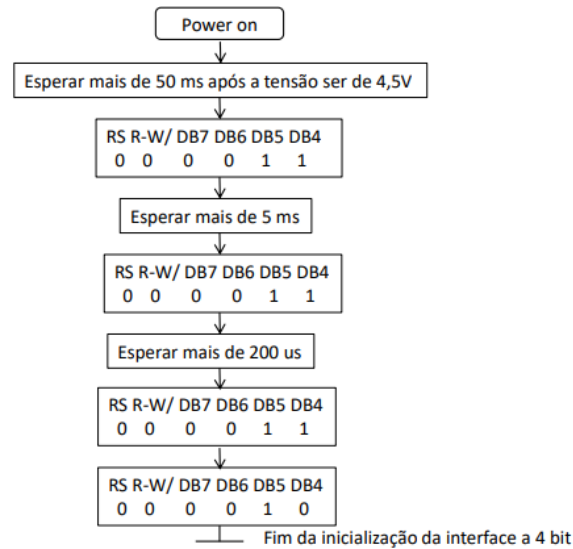 Power on
Esperar mais de 50 ms após a tensão ser de 4,5V
RS R-W/ DB7 DB6 DB5 DB4
0 0 0 0 1 1
Esperar mais de 5 ms
RS R-W/ DB7 DB6 DB5 DB4
0 0 0 0 1 1
Esperar mais de 200 us
RS R-W/ DB7 DB6 DB5 DB4
0 0 0 0 1 1
RS R-W/ DB7 DB6 DB5 DB4
0 0 0 0 1 0
Fim da inicialização da interface a 4 bit